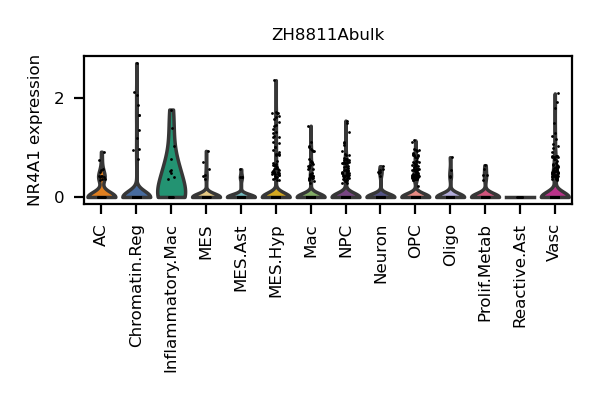 ZH8811Abulk
NR4A1 expression
2
0
AC
Chromatin.Reg
Inflammatory.Mac
MES
MES.Ast
MES.Hyp
Mac
NPC
Neuron
OPC
Oligo
Prolif.Metab
Reactive.Ast
Vasc